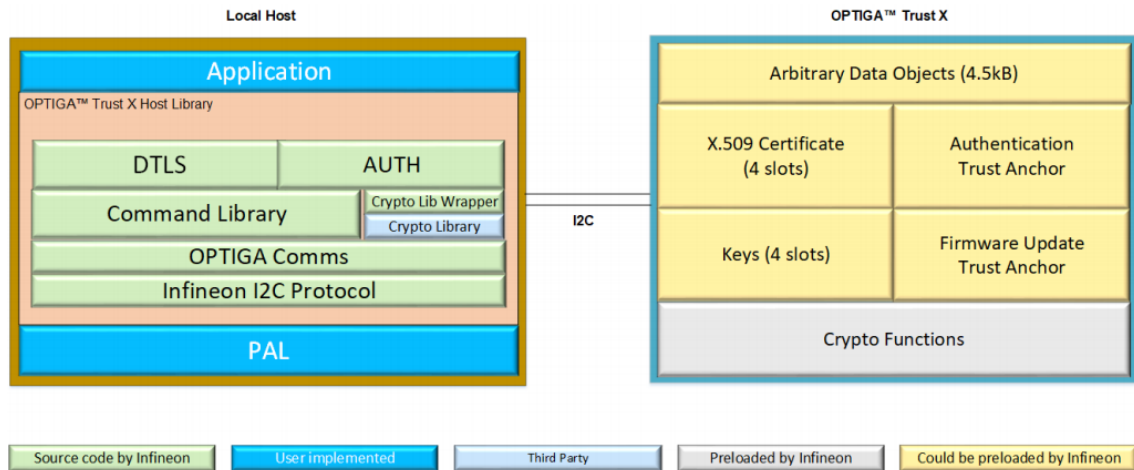 Local Host
OPTIGA™ Trust X
Application
OPTIGA™ Trust X Host Library
DTLS
AUTH
Command Library
Crypto Lib Wrapper
Crypto Library
OPTIGA Comms
Infineon I2C Protocol
PAL
I2C
Arbitrary Data Objects (4.5kB)
X.509 Certificate
(4 slots)
Authentication
Trust Anchor
Keys (4 slots)
Firmware Update
Trust Anchor
Crypto Functions
Source code by Infineon
User implemented
Third Party
Preloaded by Infineon
Could be preloaded by Infineon